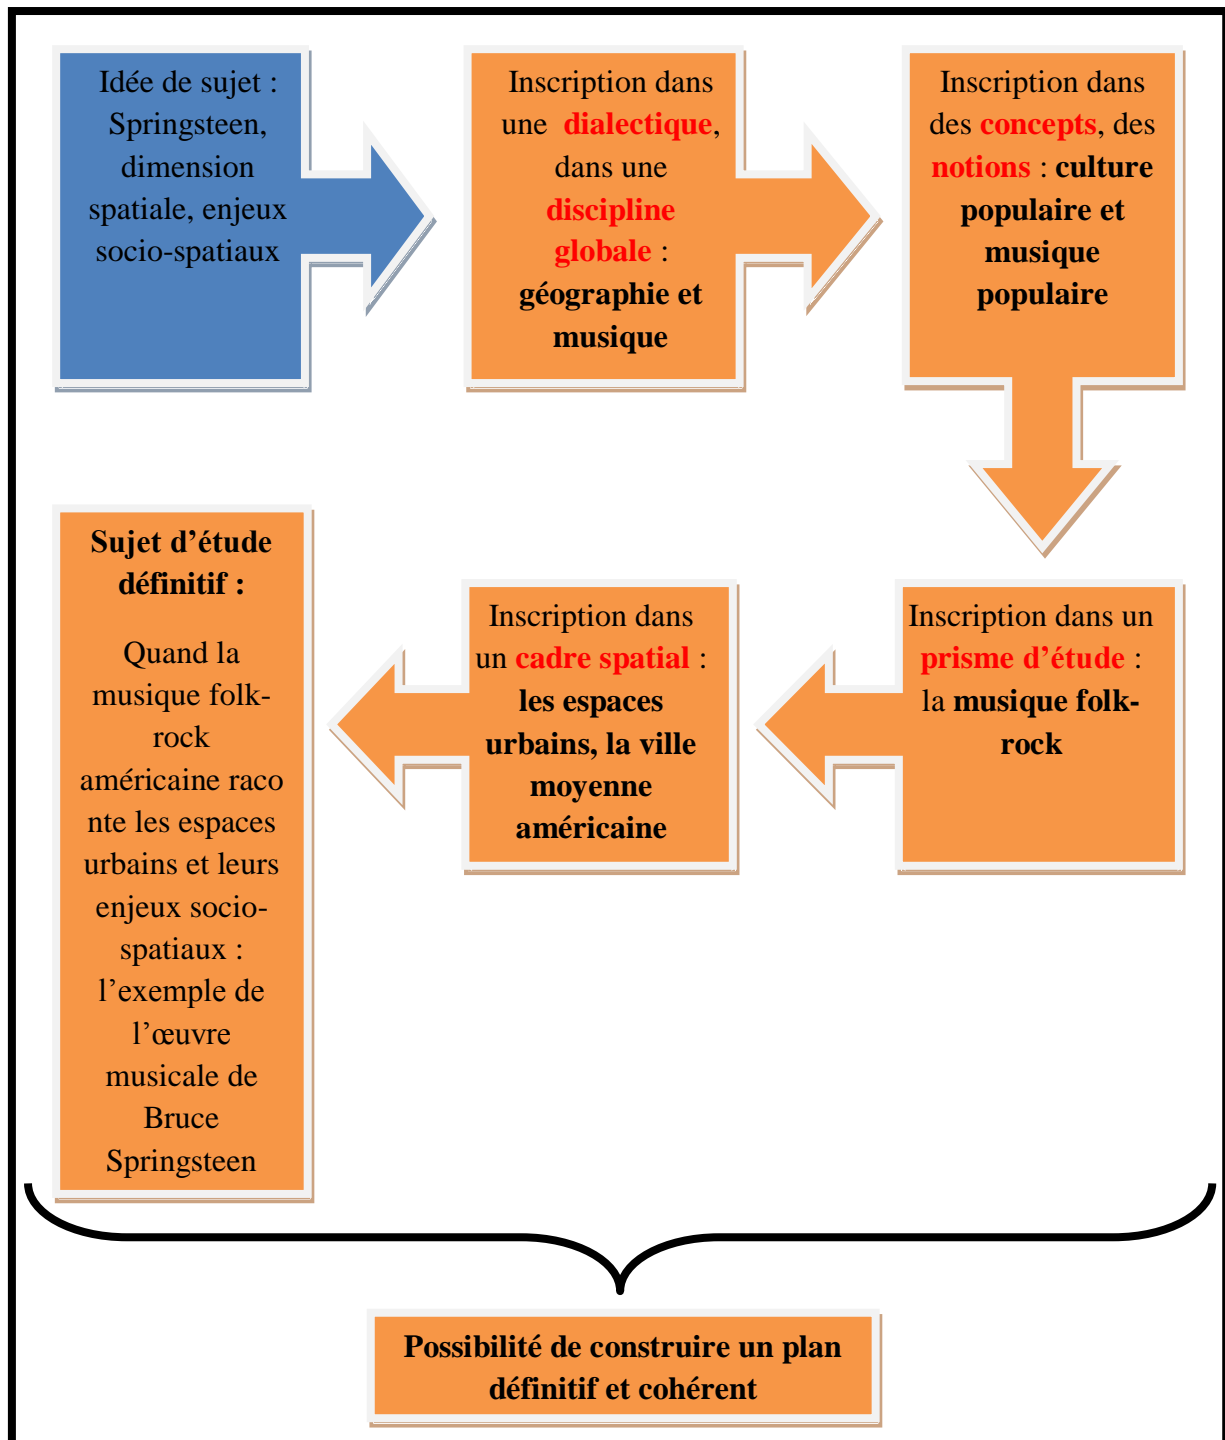 Idée de sujet :
Springsteen,
dimension
spatiale, enjeux
socio-spatiaux
Inscription dans
une dialectique,
dans une
discipline
globale :
géographie et
musique
Inscription dans
des concepts, des
notions : culture
populaire et
musique
populaire
Inscription dans un
prisme d’étude :
la musique folk-
rock
Inscription dans
un cadre spatial :
les espaces
urbains, la ville
moyenne
américaine
Sujet d’étude
définitif :
Quand la
musique folk-
rock
américaine raco
nte les espaces
urbains et leurs
enjeux socio-
spatiaux :
l’exemple de
l’œuvre
musicale de
Bruce
Springsteen
Possibilité de construire un plan
définitif et cohérent